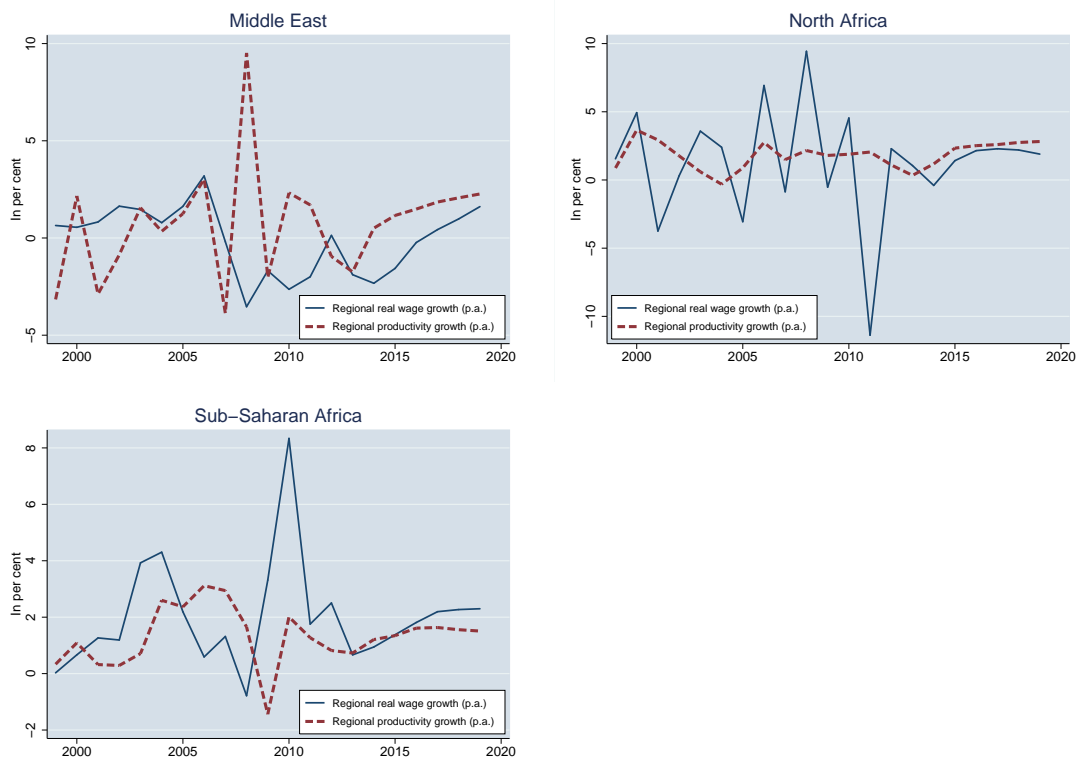 Middle East
In per cent
10
5
0
−5
Regional real wage growth (p.a.)
Regional productivity growth (p.a.)
2000 2005 2010 2015 2020
North Africa
In per cent
10
5
0
−5
−10
Regional real wage growth (p.a.)
Regional productivity growth (p.a.)
2000 2005 2010 2015 2020
Sub−Saharan Africa
In per cent
8
6
4
2
0
−2
Regional real wage growth (p.a.)
Regional productivity growth (p.a.)
2000 2005 2010 2015 2020